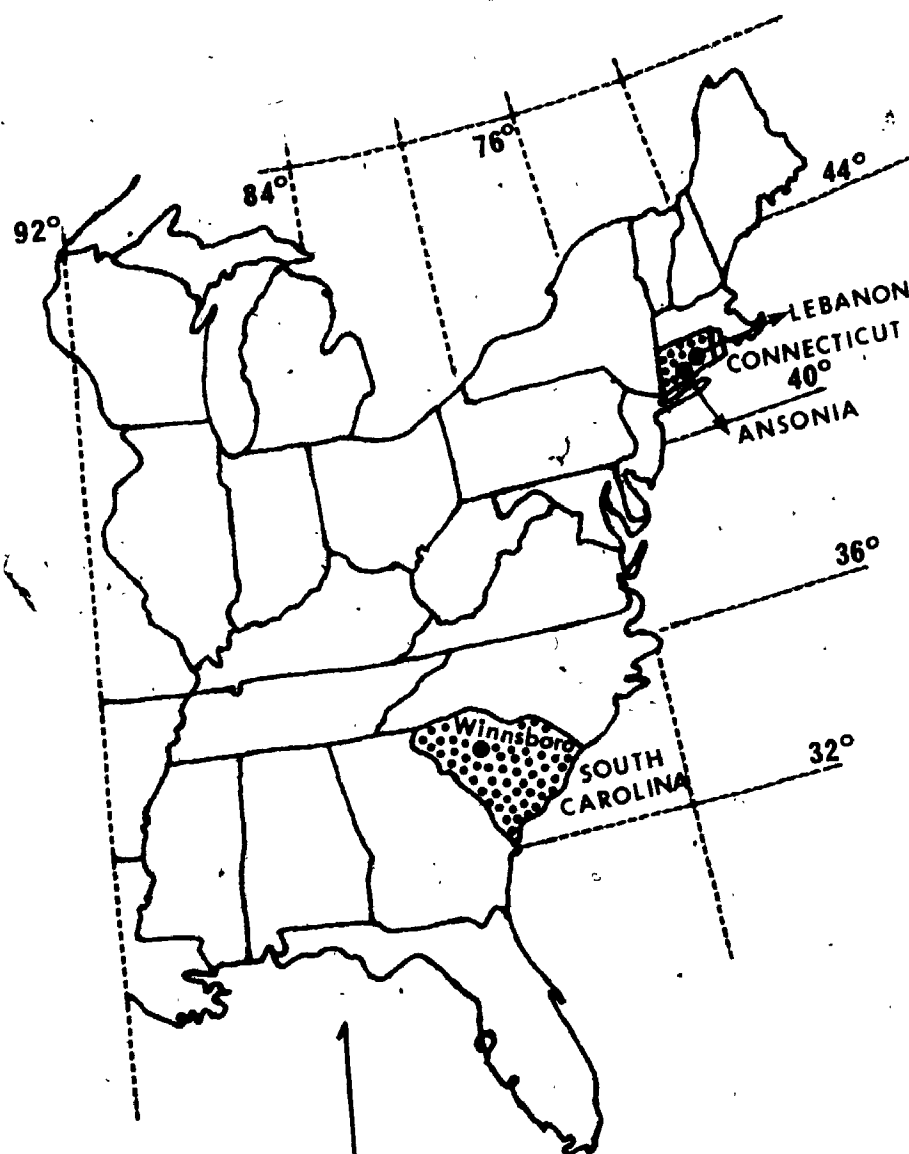 76°
84°
44°
92°
LEBANON
CONNECTICUT
40°
ANSONIA
36°
Winnsboro
SOUTH
CAROLINA
32°